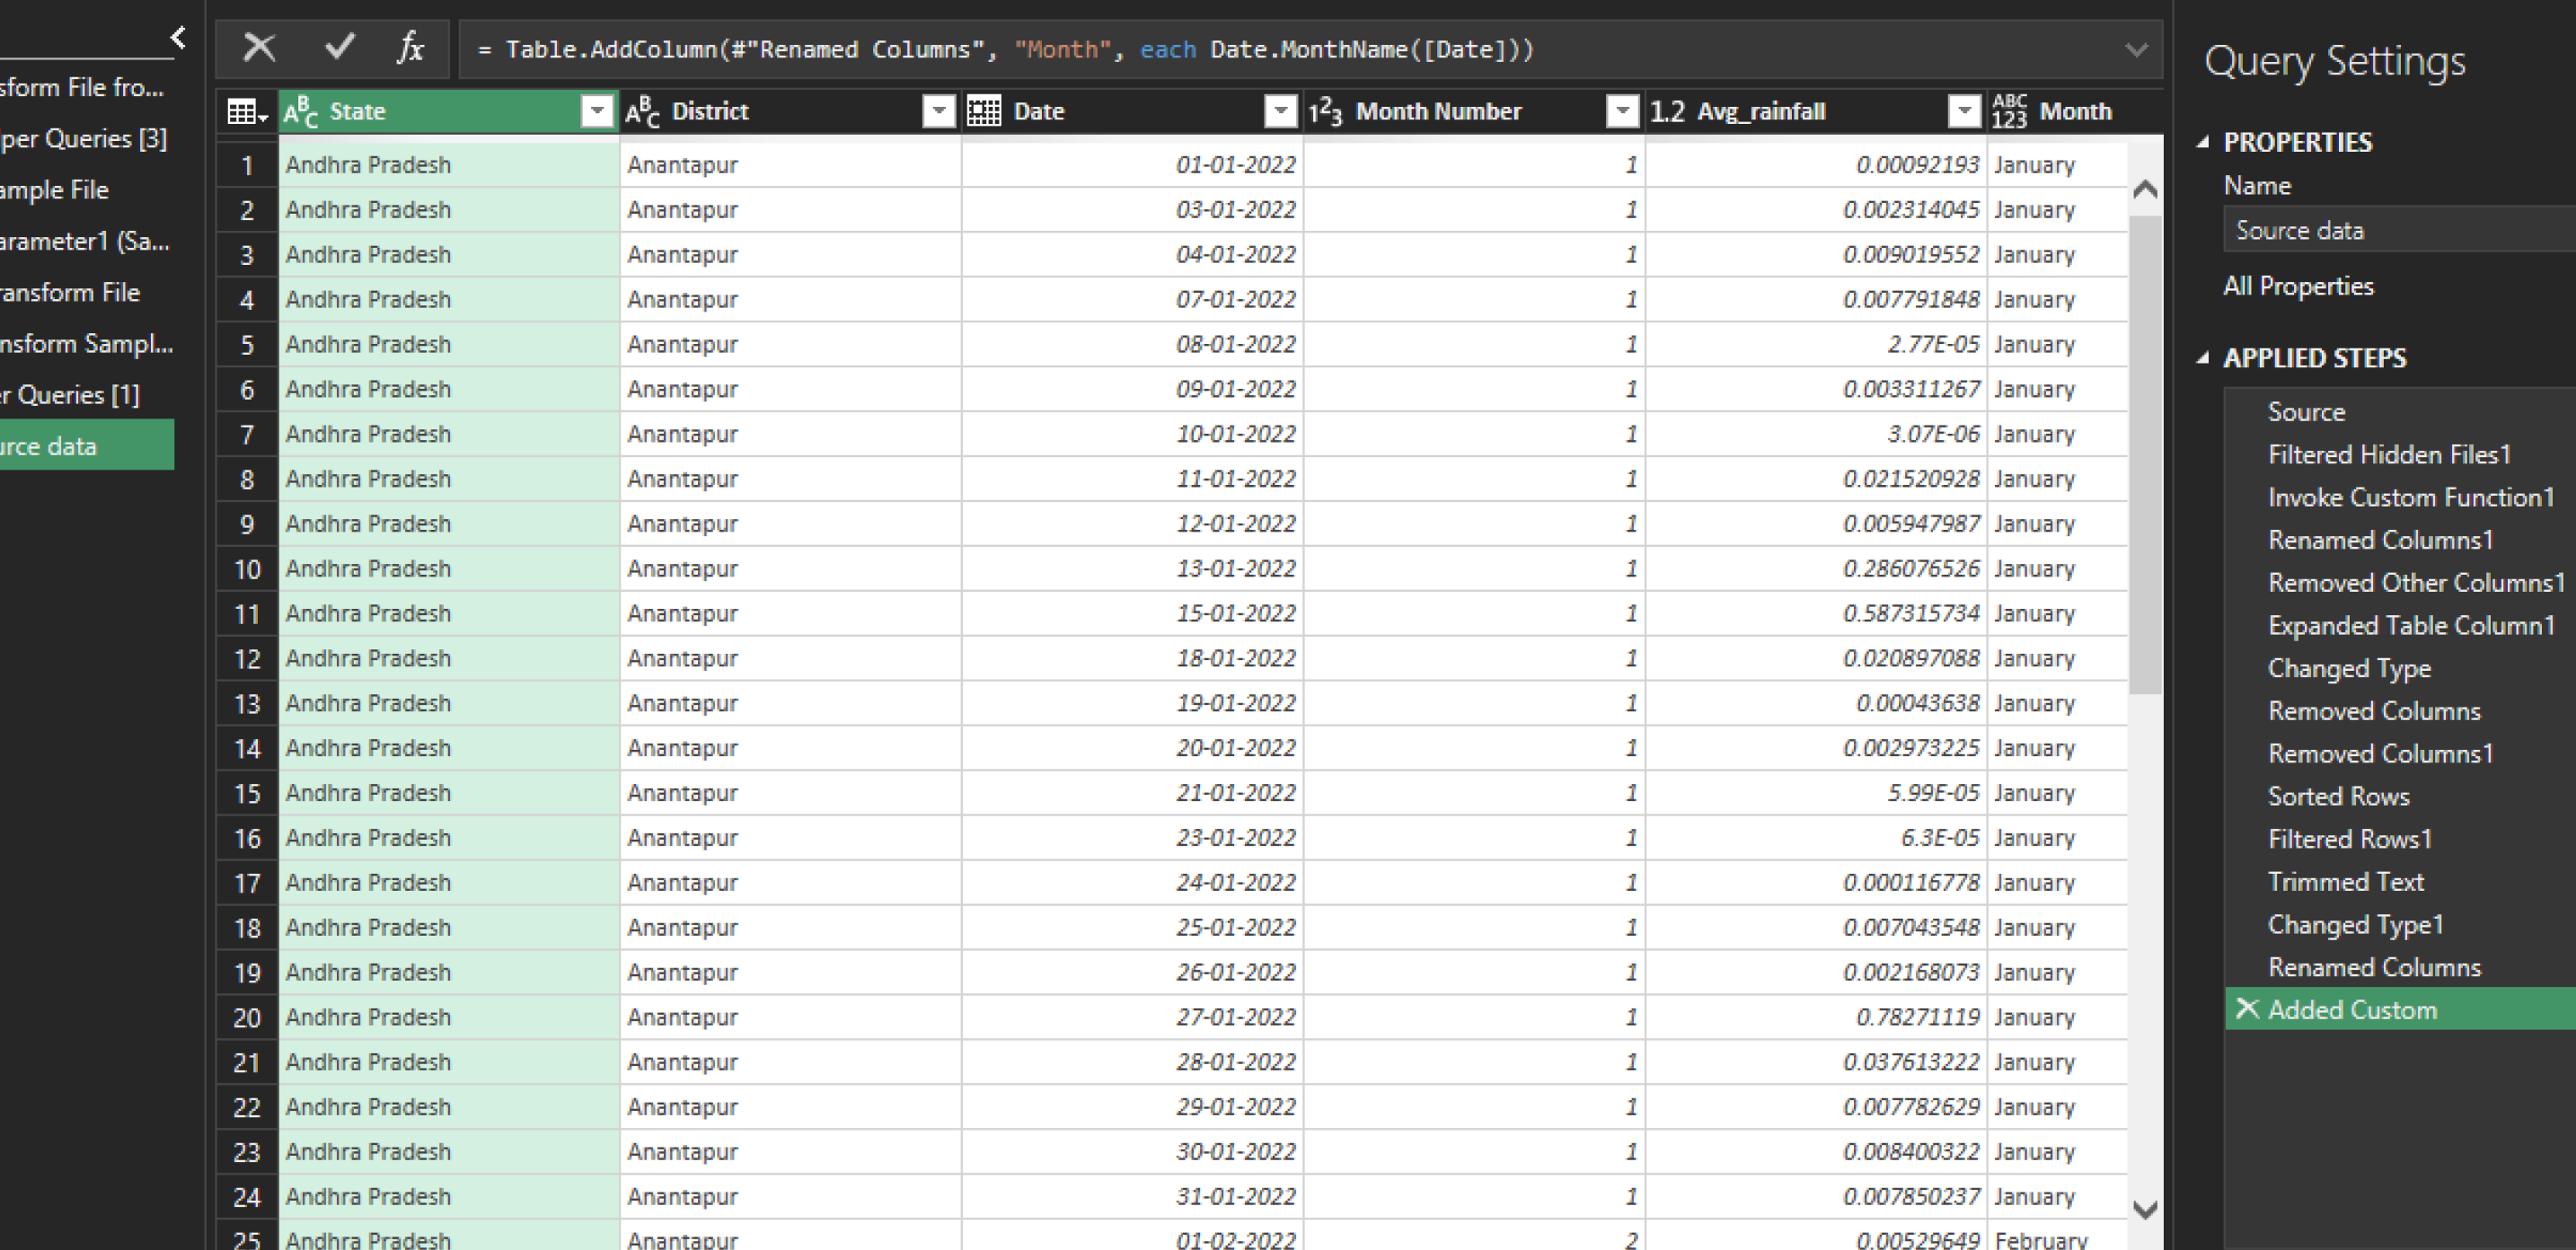 = Table.AddColumn(#"Renamed Columns", "Month", each Date.MonthName([Date]))
sform File fro...
per Queries [3]
ample File
arameter1 (Sa...
ransform File
nsform Sampl...
er Queries [1]
urce data
State District Date Month Number Avg_rainfall Month
1 Andhra Pradesh Anantapur 01-01-2022 1 0.00092193 January
2 Andhra Pradesh Anantapur 03-01-2022 1 0.002314045 January
3 Andhra Pradesh Anantapur 04-01-2022 1 0.009019552 January
4 Andhra Pradesh Anantapur 07-01-2022 1 0.007791848 January
5 Andhra Pradesh Anantapur 08-01-2022 1 2.77E-05 January
6 Andhra Pradesh Anantapur 09-01-2022 1 0.003311267 January
7 Andhra Pradesh Anantapur 10-01-2022 1 3.07E-06 January
8 Andhra Pradesh Anantapur 11-01-2022 1 0.021520928 January
9 Andhra Pradesh Anantapur 12-01-2022 1 0.005947987 January
10 Andhra Pradesh Anantapur 13-01-2022 1 0.286076526 January
11 Andhra Pradesh Anantapur 15-01-2022 1 0.587315734 January
12 Andhra Pradesh Anantapur 18-01-2022 1 0.020897088 January
13 Andhra Pradesh Anantapur 19-01-2022 1 0.00043638 January
14 Andhra Pradesh Anantapur 20-01-2022 1 0.002973225 January
15 Andhra Pradesh Anantapur 21-01-2022 1 5.99E-05 January
16 Andhra Pradesh Anantapur 23-01-2022 1 6.3E-05 January
17 Andhra Pradesh Anantapur 24-01-2022 1 0.000116778 January
18 Andhra Pradesh Anantapur 25-01-2022 1 0.007043548 January
19 Andhra Pradesh Anantapur 26-01-2022 1 0.002168073 January
20 Andhra Pradesh Anantapur 27-01-2022 1 0.78271119 January
21 Andhra Pradesh Anantapur 28-01-2022 1 0.037613222 January
22 Andhra Pradesh Anantapur 29-01-2022 1 0.007782629 January
23 Andhra Pradesh Anantapur 30-01-2022 1 0.008400322 January
24 Andhra Pradesh Anantapur 31-01-2022 1 0.007850237 January
25 Andhra Pradesh Anantapur 01-02-2022 2 0.00529649 February
Query Settings
PROPERTIES
Name
Source data
All Properties
APPLIED STEPS
Source
Filtered Hidden Files1
Invoke Custom Function1
Renamed Columns1
Removed Other Columns1
Expanded Table Column1
Changed Type
Removed Columns
Removed Columns1
Sorted Rows
Filtered Rows1
Trimmed Text
Changed Type1
Renamed Columns
Added Custom